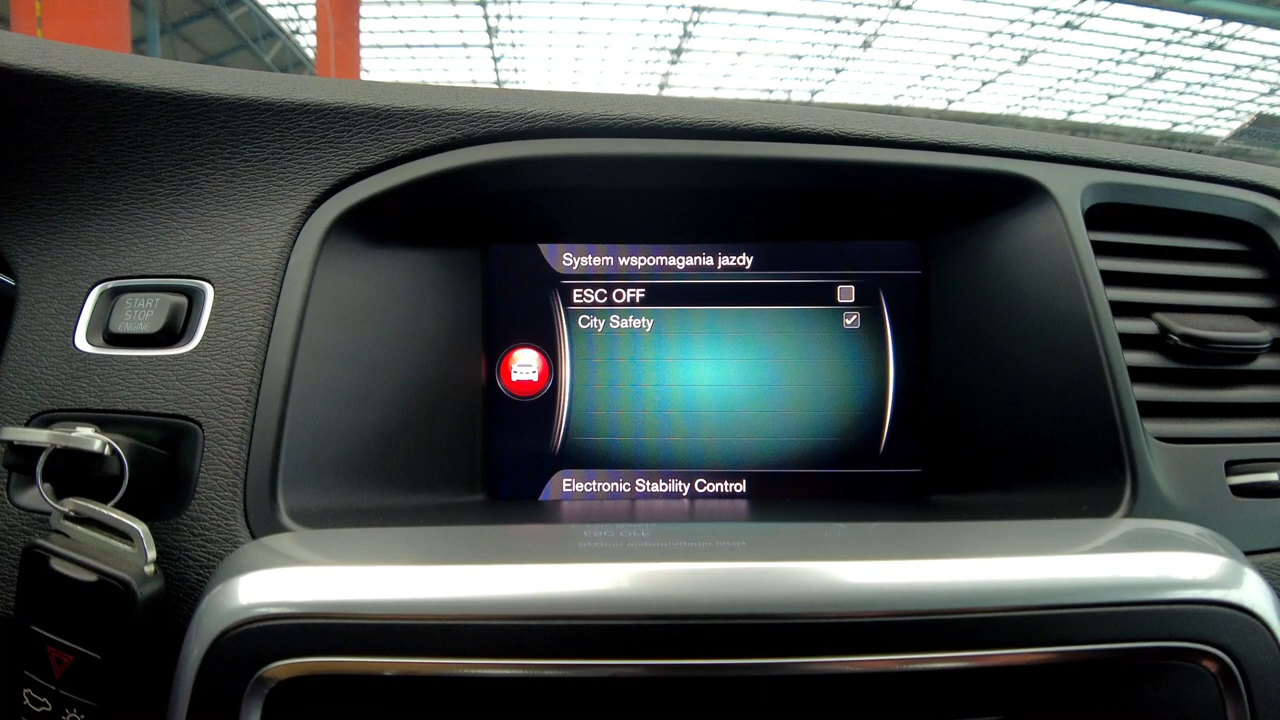 System wspomagania jazdy
ESC OFF
City Safety
Electronic Stability Control
START
STOP
ENGINE